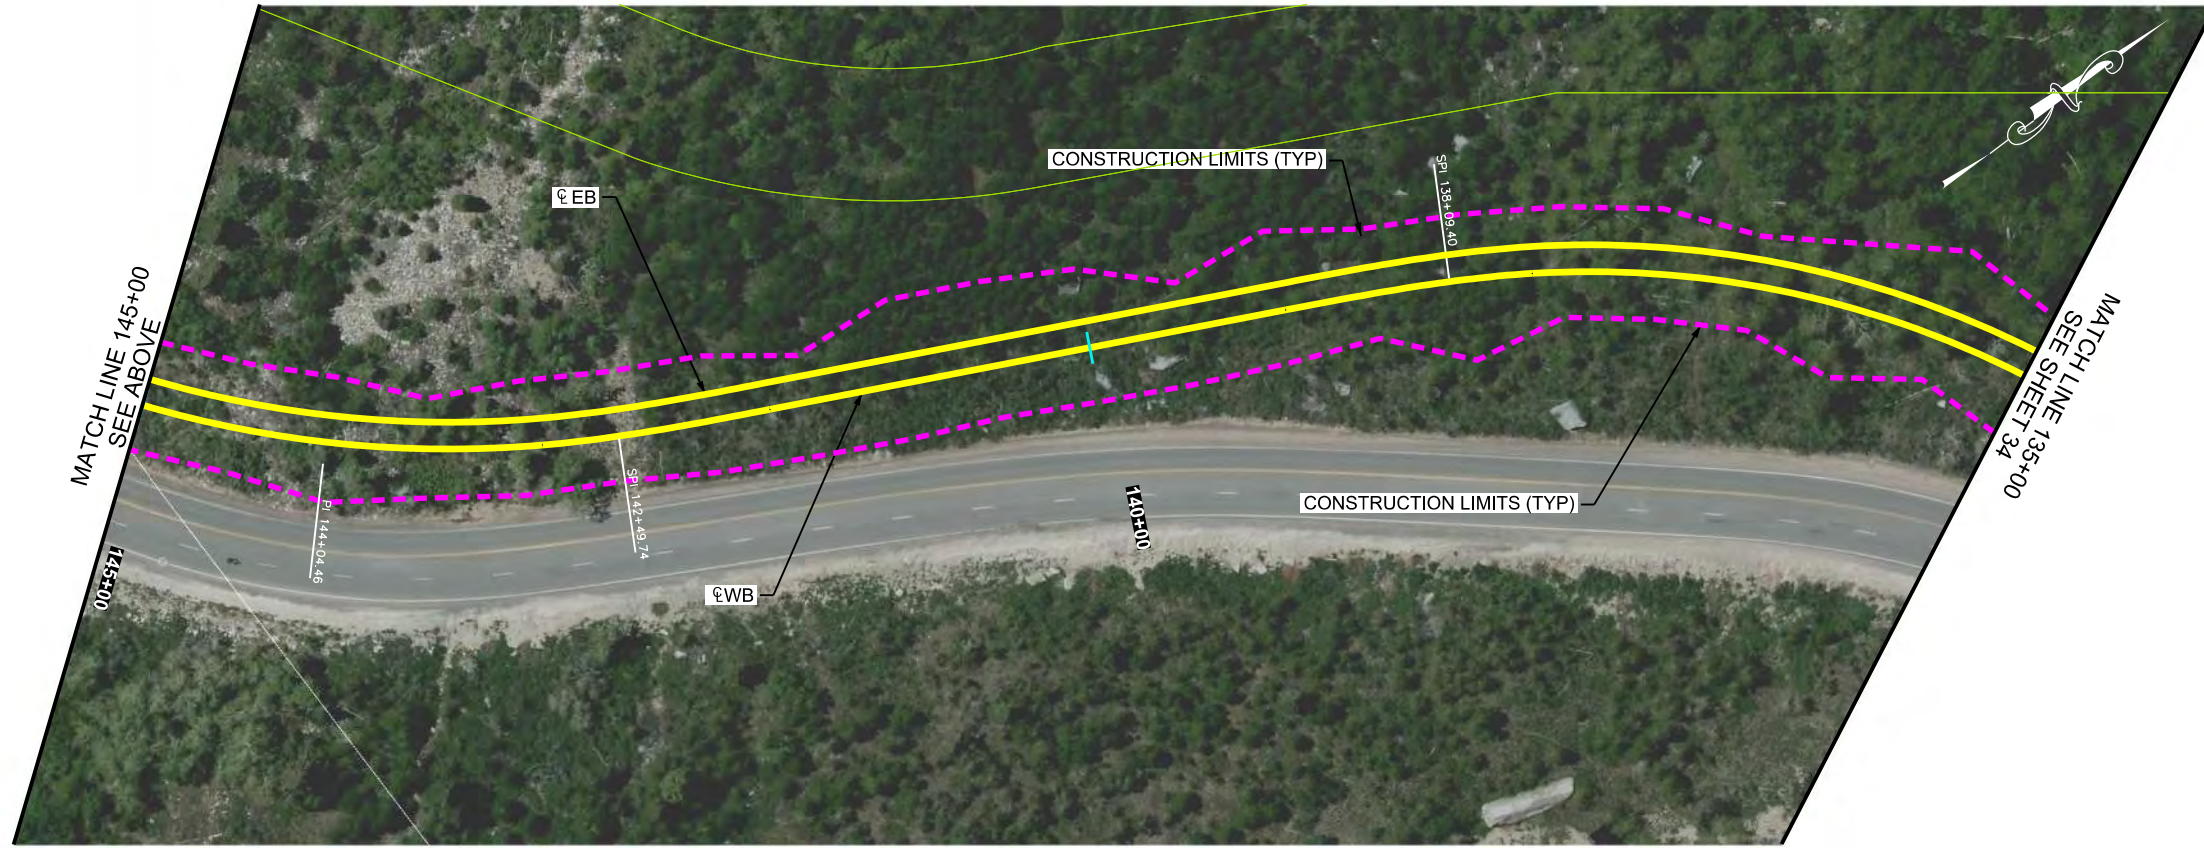 CONSTRUCTION LIMITS (TYP)
SPI 138+09.40
℄ EB
MATCH LINE 145+00
SEE ABOVE
MATCH LINE 135+00
SEE SHEET 34
PI 144+04.46
SPI 142+49.74
140+00
CONSTRUCTION LIMITS (TYP)
145+00
℄ WB